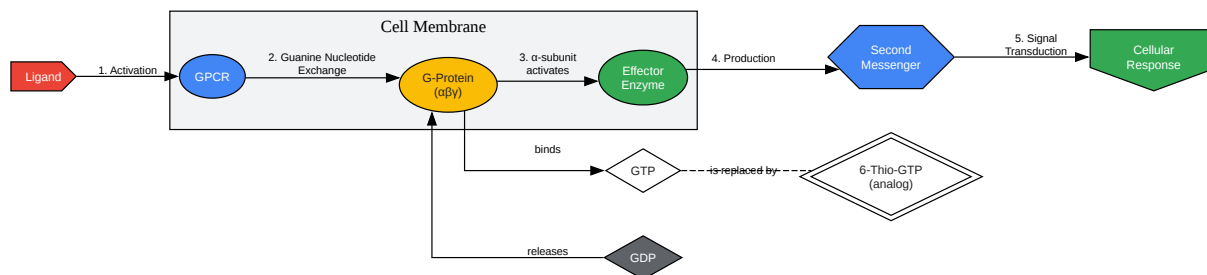 Cell Membrane
Ligand
1. Activation
GPCR
2. Guanine Nucleotide
Exchange
G-Protein
(αβγ)
3. α-subunit
activates
Effector
Enzyme
4. Production
Second
Messenger
5. Signal
Transduction
Cellular
Response
binds
GTP
is replaced by
6-Thio-GTP
(analog)
releases
GDP